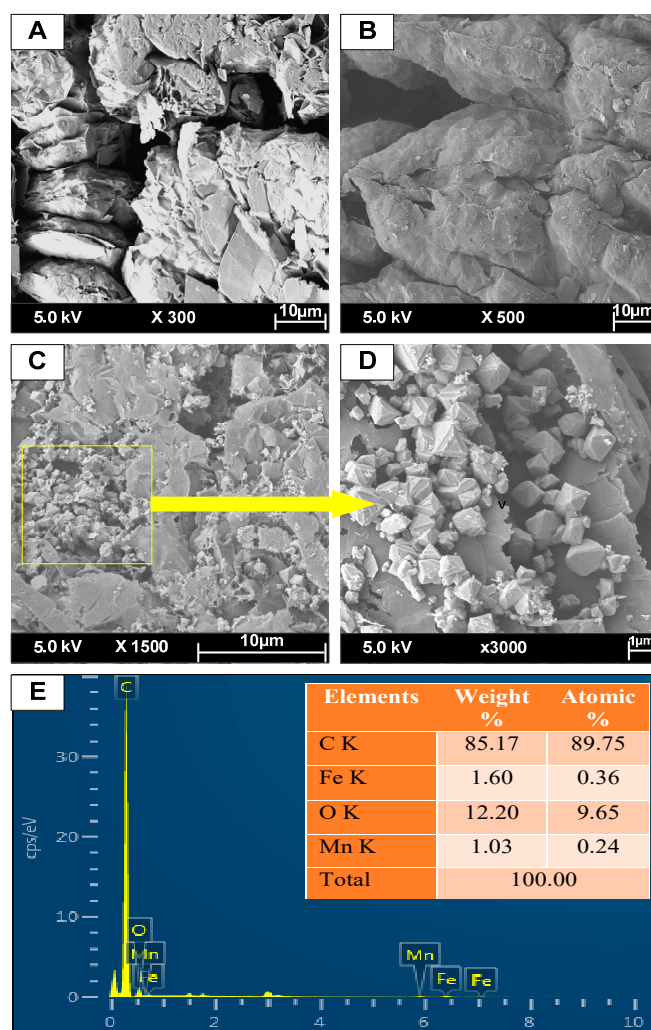 A
B
5.0 kV X 300 10μm
5.0 kV X 500 10μm
C
D
v
5.0 kV X 1500 10μm
5.0 kV x3000 1μm
E
C
30
20
10
0
cps/eV
O
Mn
Fe
Mn
Fe
Fe
0 2 4 6 8 10
Elements Weight % Atomic %
C K 85.17 89.75
Fe K 1.60 0.36
O K 12.20 9.65
Mn K 1.03 0.24
Total 100.00